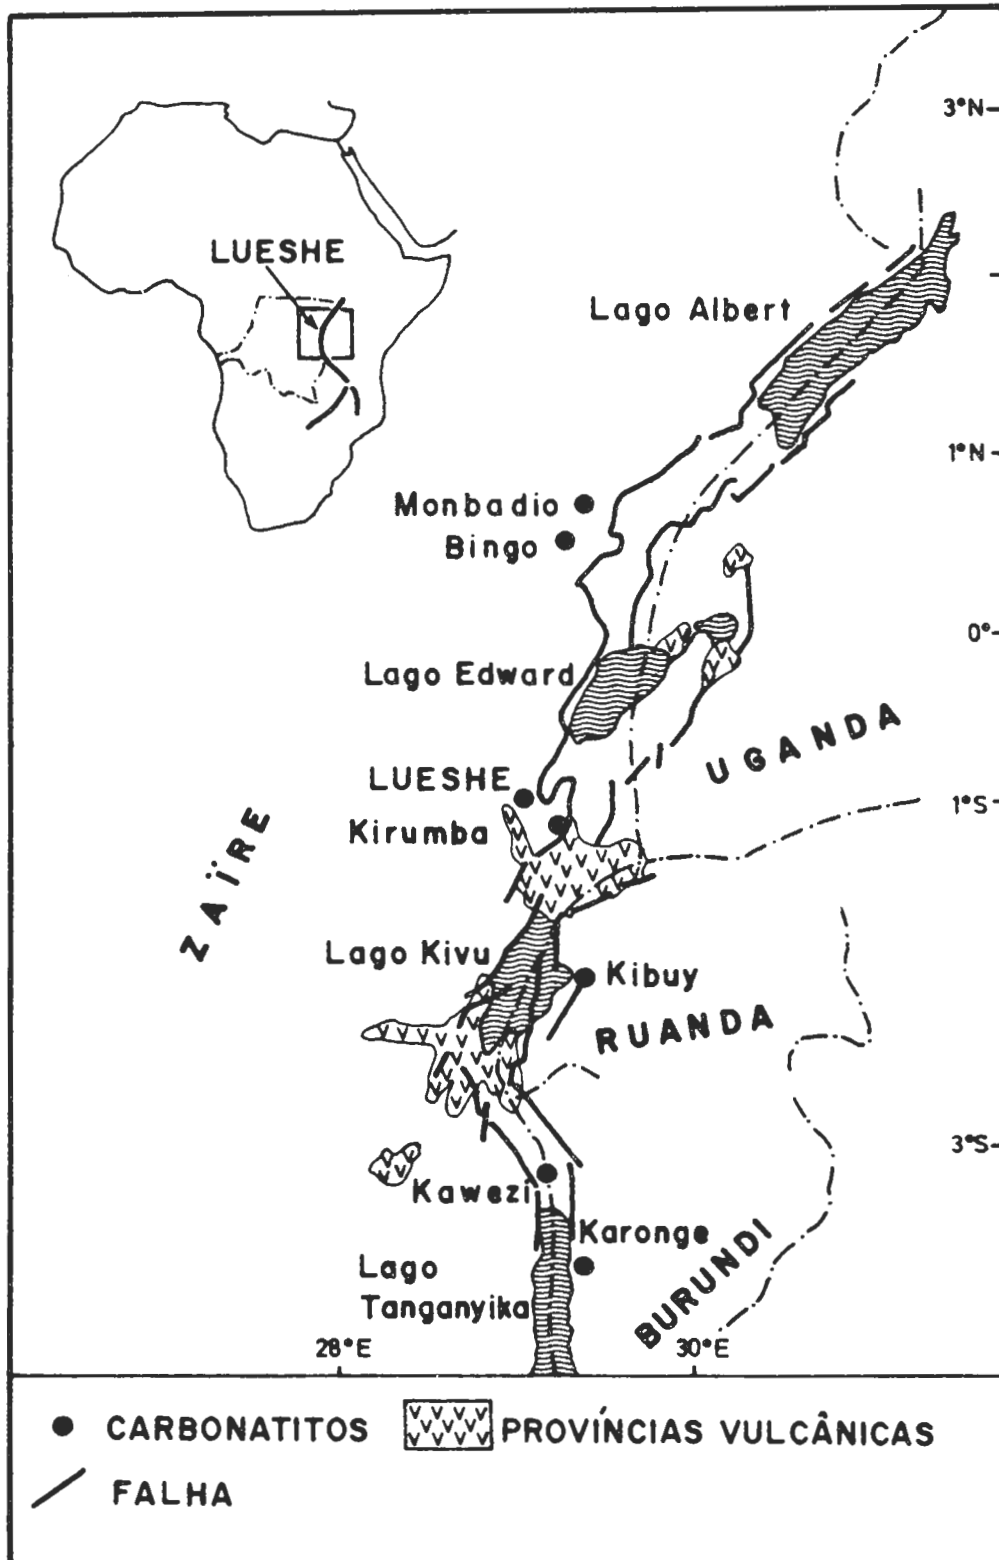 3°N
LUESHE
Lago Albert
1°N
Monbadio
Bingo
0°
Lago Edward
UGANDA
LUESHE
1°S
Kirumba
ZAÏRE
Lago Kivu
Kibuy
RUANDA
3°S
Kawezi
Karonge
Lago
Tanganyika
BURUNDI
28°E
30°E
CARBONATITOS
PROVÍNCIAS VULCÂNICAS
FALHA